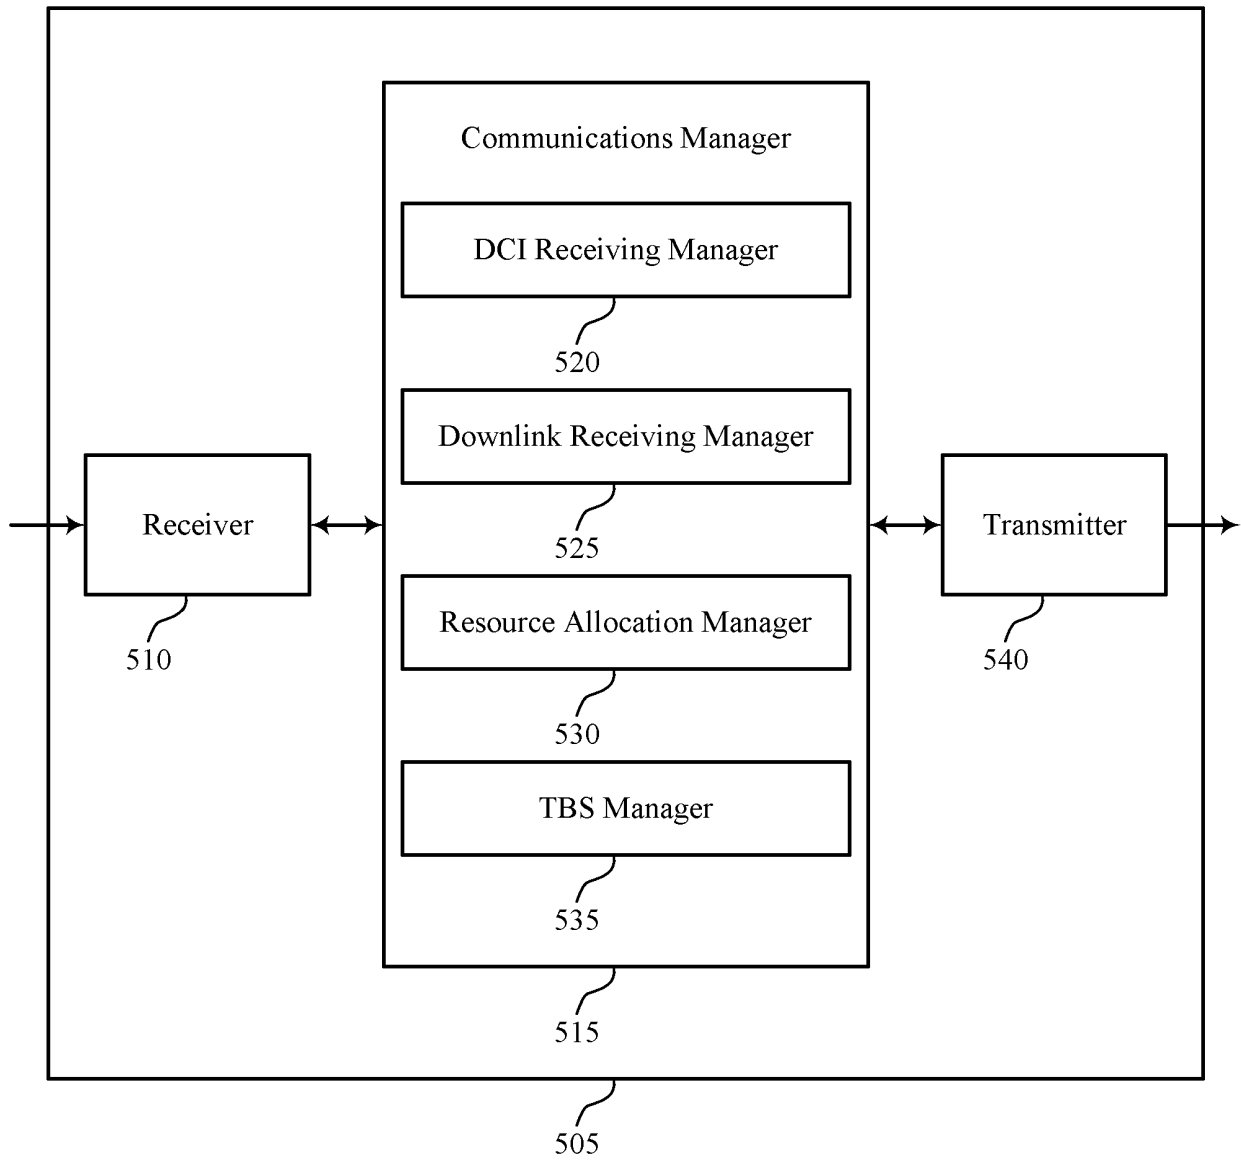 Communications Manager
DCI Receiving Manager
520
Downlink Receiving Manager
525
Receiver
510
Transmitter
540
Resource Allocation Manager
530
TBS Manager
535
515
505